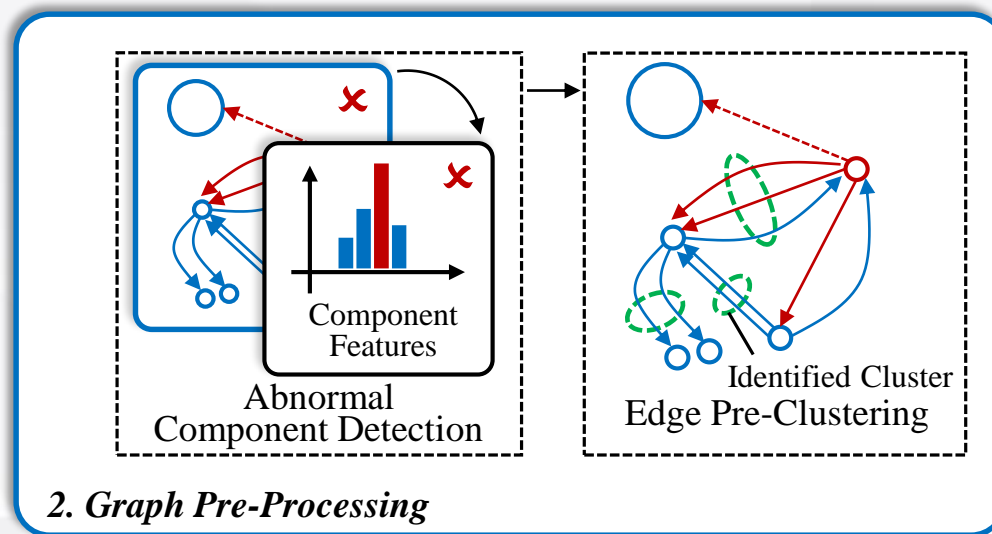 Component
Features
Abnormal
Component Detection
Identified Cluster
Edge Pre-Clustering
2. Graph Pre-Processing